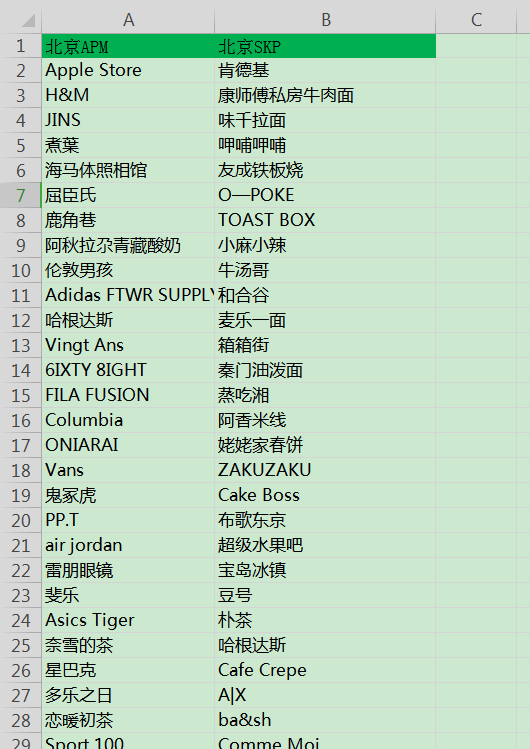 A B C
1 北京APM 北京SKP
2 Apple Store 肯德基
3 H&M 康师傅私房牛肉面
4 JINS 味千拉面
5 煮葉 呷哺呷哺
6 海马体照相馆 友成铁板烧
7 屈臣氏 O—POKE
8 鹿角巷 TOAST BOX
9 阿秋拉尕青藏酸奶 小麻小辣
10 伦敦男孩 牛汤哥
11 Adidas FTWR SUPPLY 和合谷
12 哈根达斯 麦乐一面
13 Vingt Ans 箱箱街
14 6IXTY 8IGHT 秦门油泼面
15 FILA FUSION 蒸吃湘
16 Columbia 阿香米线
17 ONIARAI 姥姥家春饼
18 Vans ZAKUZAKU
19 鬼冢虎 Cake Boss
20 PP.T 布歌东京
21 air jordan 超级水果吧
22 雷朋眼镜 宝岛冰镇
23 斐乐 豆号
24 Asics Tiger 朴茶
25 奈雪的茶 哈根达斯
26 星巴克 Cafe Crepe
27 多乐之日 A|X
28 恋暖初茶 ba&sh
29 Sport 100 Comme Moi